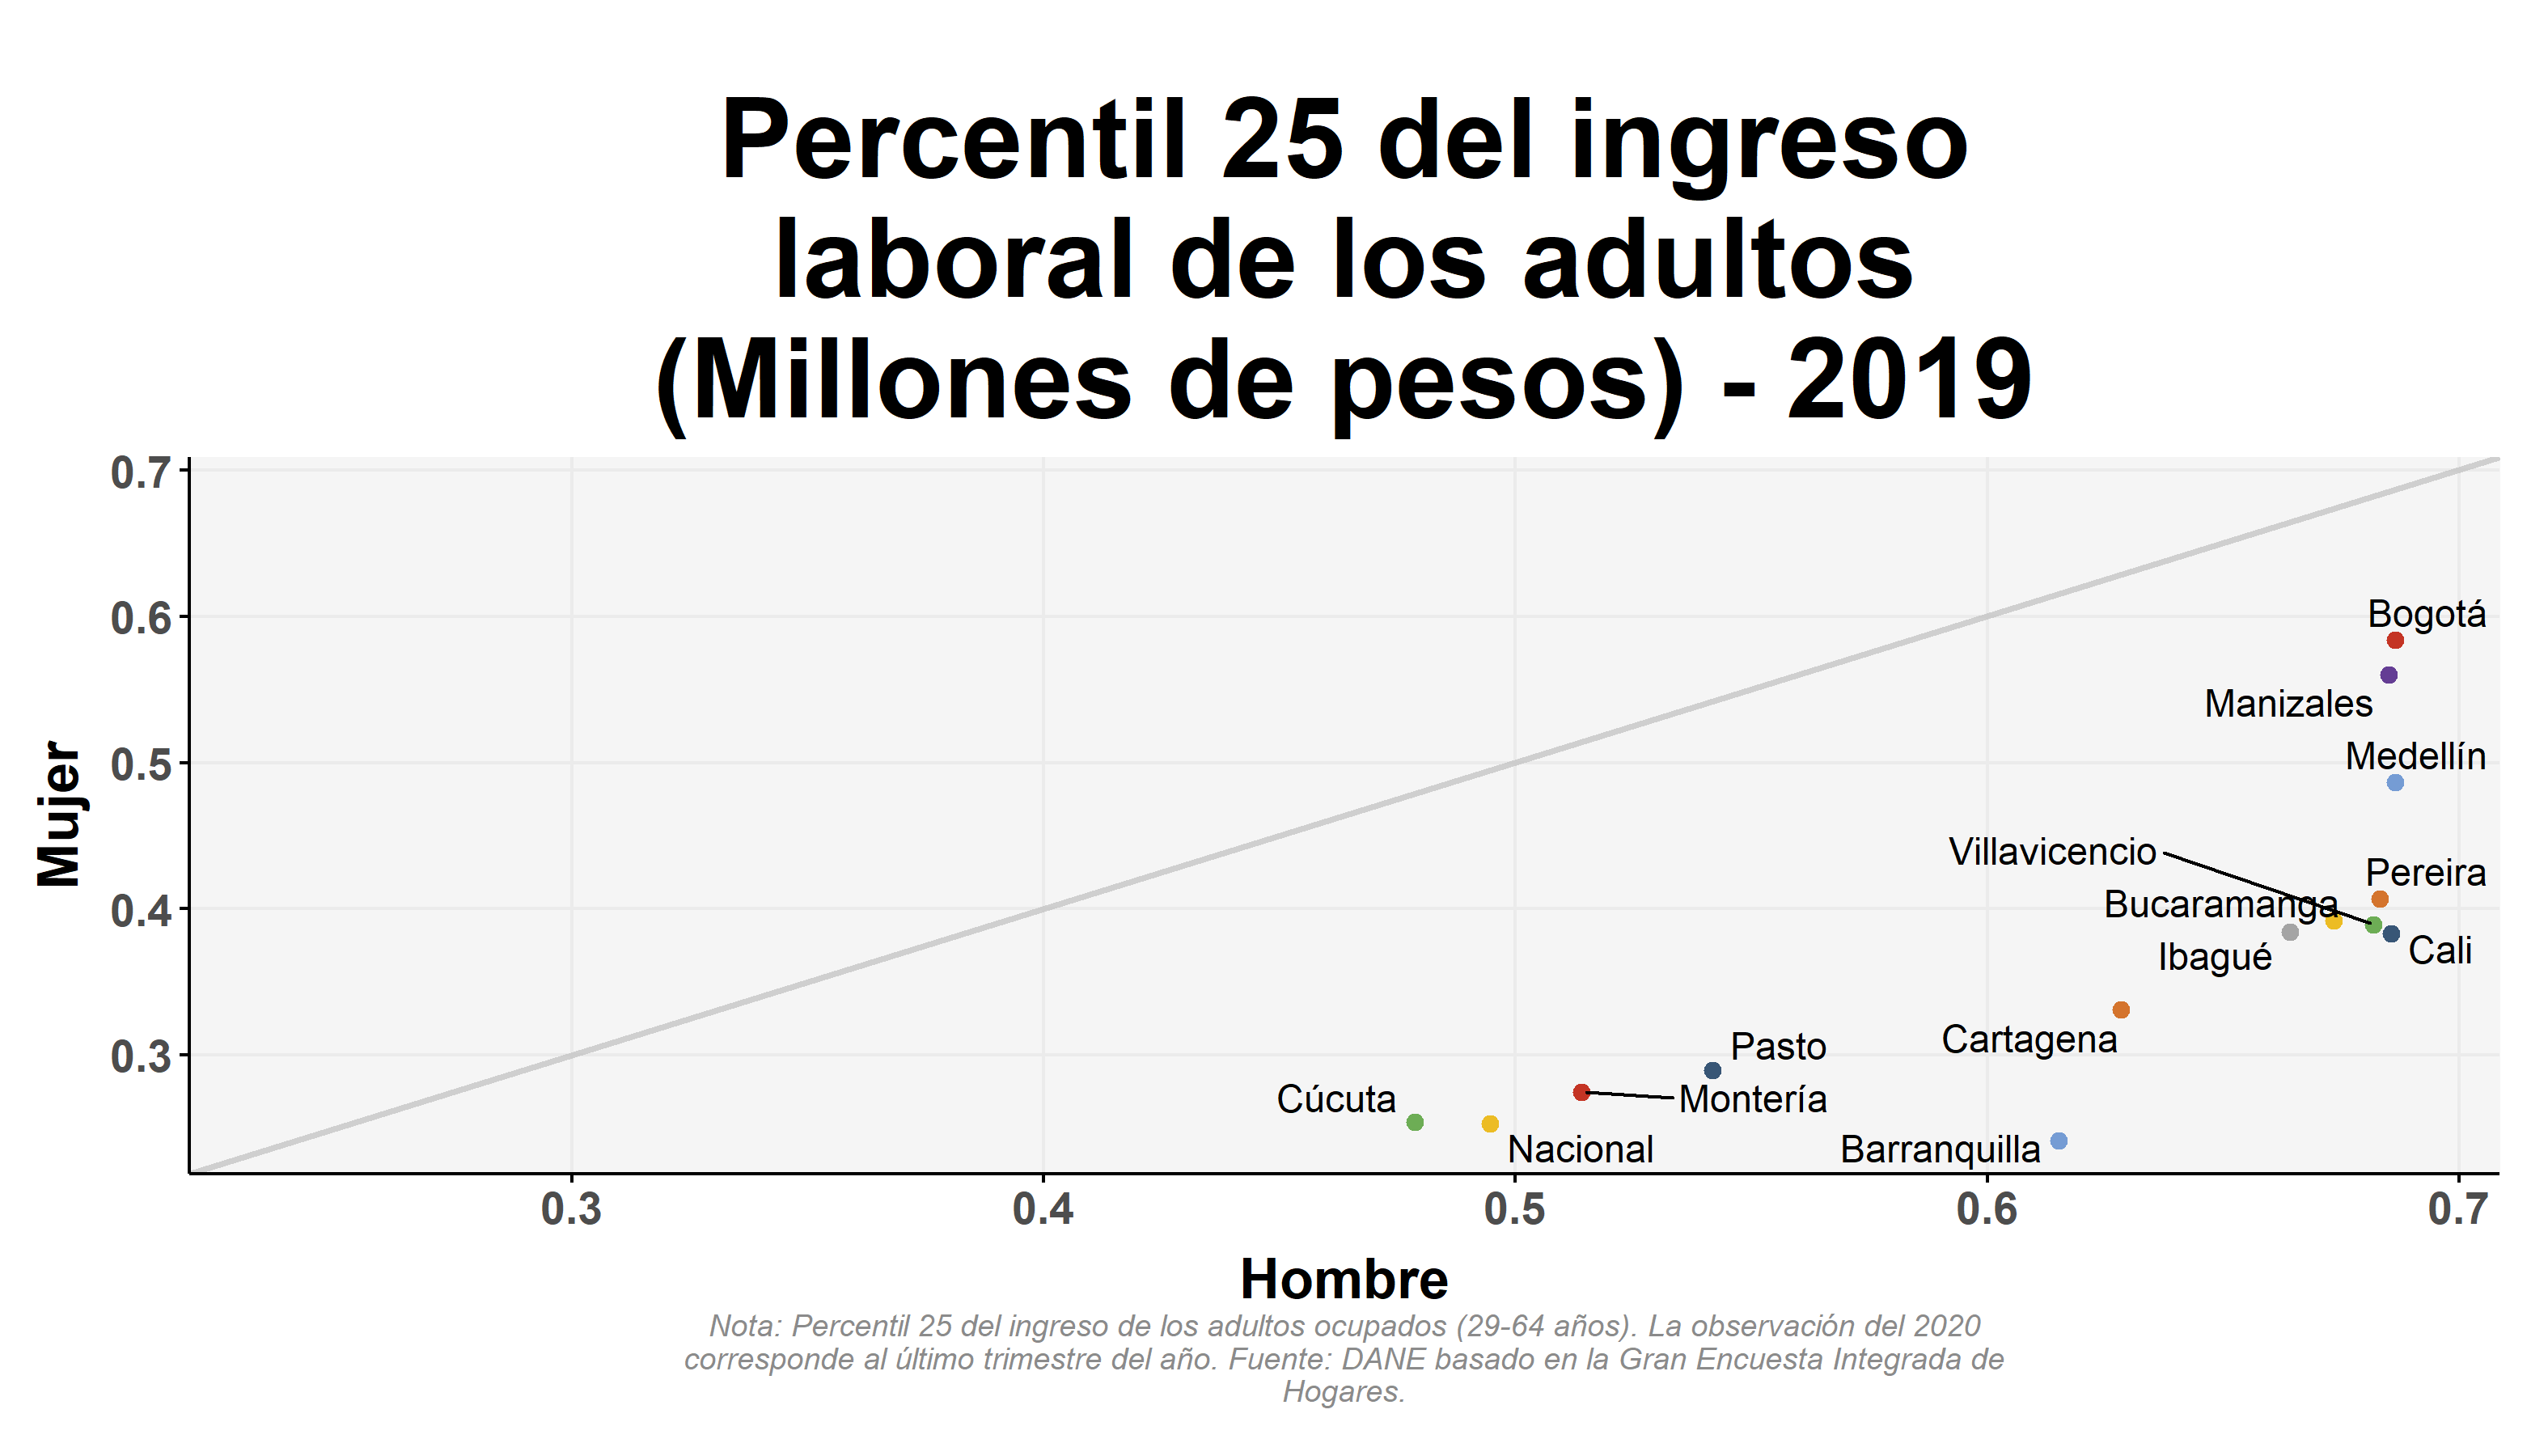 Percentil 25 del ingreso
laboral de los adultos
(Millones de pesos) - 2019
0.7
0.6
0.5
0.4
0.3
Mujer
Bogotá
Manizales
Medellín
Villavicencio
Pereira
Bucaramanga
Ibagué
Cali
Cartagena
Pasto
Cúcuta
Montería
Nacional
Barranquilla
0.3 0.4 0.5 0.6 0.7
Hombre
Nota: Percentil 25 del ingreso de los adultos ocupados (29-64 años). La observación del 2020
corresponde al último trimestre del año. Fuente: DANE basado en la Gran Encuesta Integrada de
Hogares.